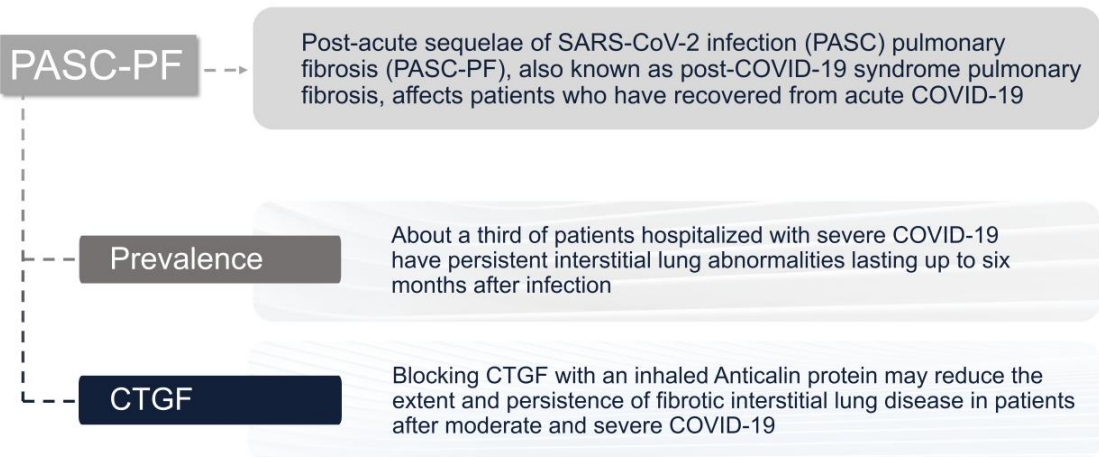 PASC-PF
Post-acute sequelae of SARS-CoV-2 infection (PASC) pulmonary
fibrosis (PASC-PF), also known as post-COVID-19 syndrome pulmonary
fibrosis, affects patients who have recovered from acute COVID-19
Prevalence
About a third of patients hospitalized with severe COVID-19
have persistent interstitial lung abnormalities lasting up to six
months after infection
CTGF
Blocking CTGF with an inhaled Anticalin protein may reduce the
extent and persistence of fibrotic interstitial lung disease in patients
after moderate and severe COVID-19